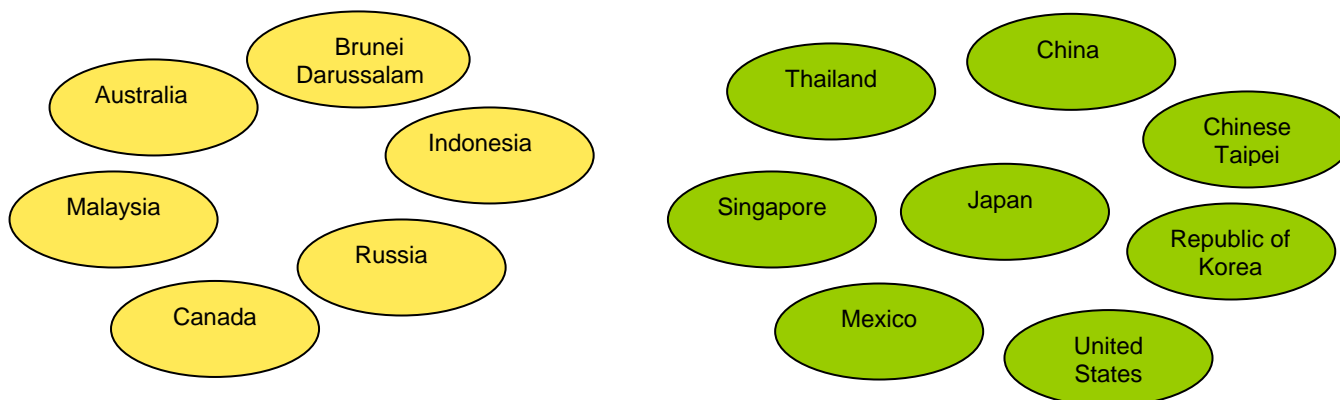 Brunei
Darussalam
Australia
Indonesia
Malaysia
Russia
Canada
China
Thailand
Chinese
Taipei
Singapore
Japan
Republic of
Korea
Mexico
United
States